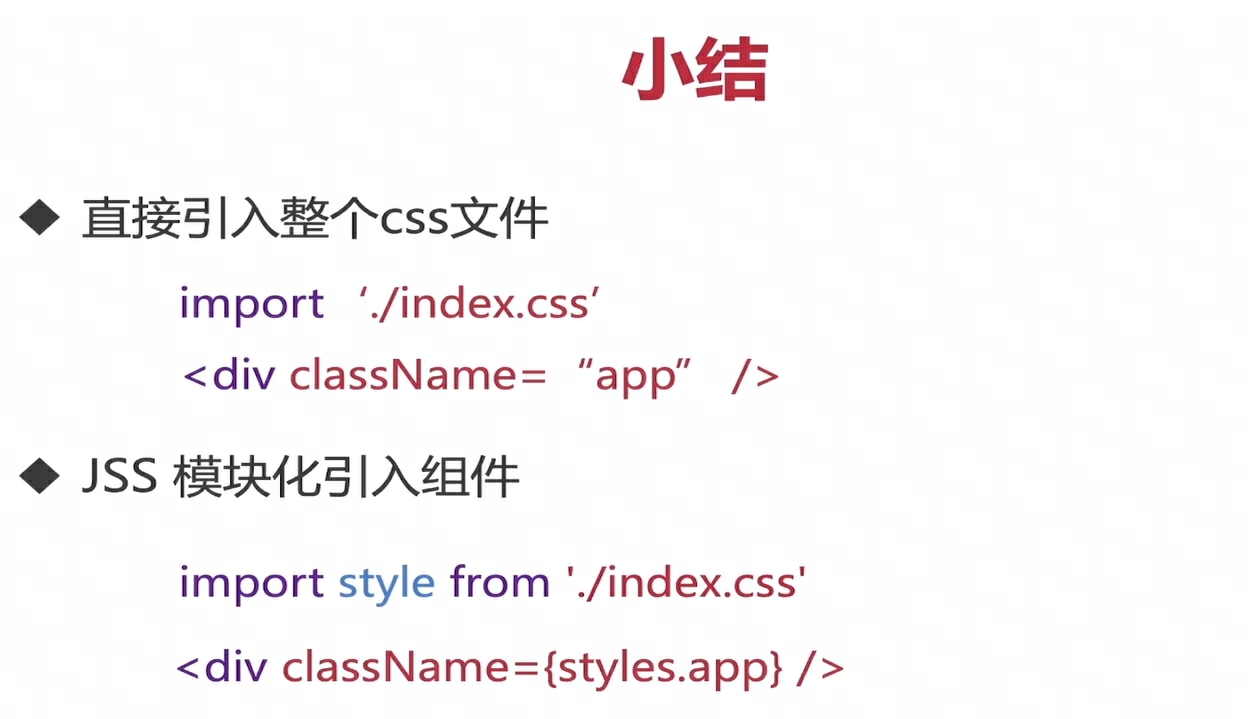 小结
◆ 直接引入整个css文件
import ‘./index.css’
<div className= “app” />
◆ JSS 模块化引入组件
import style from './index.css'
<div className={styles.app} />